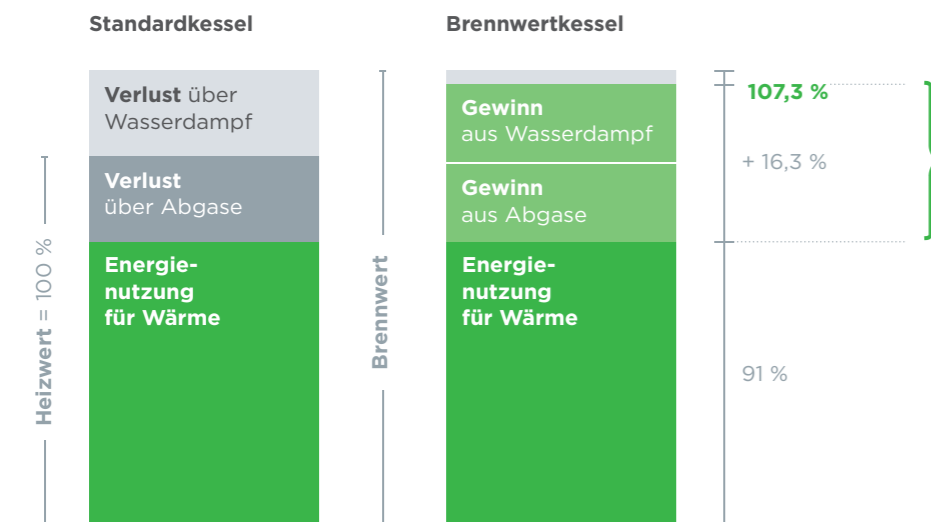 Standardkessel
Brennwertkessel
Verlust über
Wasserdampf
Verlust
über Abgase
Energie-
nutzung
für Wärme
Heizwert = 100 %
Brennwert
Gewinn
aus Wasserdampf
Gewinn
aus Abgase
Energie-
nutzung
für Wärme
107,3 %
+ 16,3 %
91 %